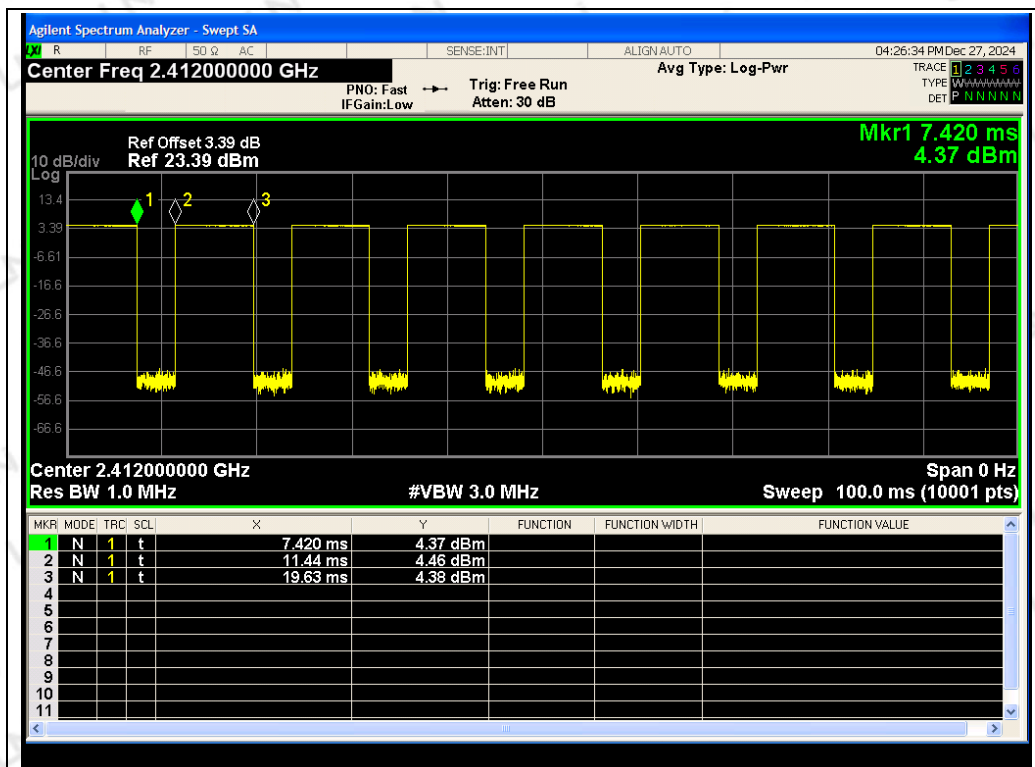 Agilent Spectrum Analyzer - Swept SA
LXI R RF 50 Ω AC SENSE:INT ALIGN AUTO 04:26:34 PM Dec 27, 2024
Center Freq 2.412000000 GHz
PNO: Fast
IFGain:Low
Trig: Free Run
Atten: 30 dB
Avg Type: Log-Pwr
TRACE 1 2 3 4 5 6
TYPE WWWWWW
DET P N N N N N
Mkr1 7.420 ms
4.37 dBm
Ref Offset 3.39 dB
10 dB/div Ref 23.39 dBm
Log
1 2 3
13.4
3.39
-6.61
-16.6
-26.6
-36.6
-46.6
-56.6
-66.6
Center 2.412000000 GHz Span 0 Hz
Res BW 1.0 MHz #VBW 3.0 MHz Sweep 100.0 ms (10001 pts)
MKR MODE TRC SCL X Y FUNCTION FUNCTION WIDTH FUNCTION VALUE
1 N 1 t 7.420 ms 4.37 dBm
2 N 1 t 11.44 ms 4.46 dBm
3 N 1 t 19.63 ms 4.38 dBm
4
5
6
7
8
9
10
11